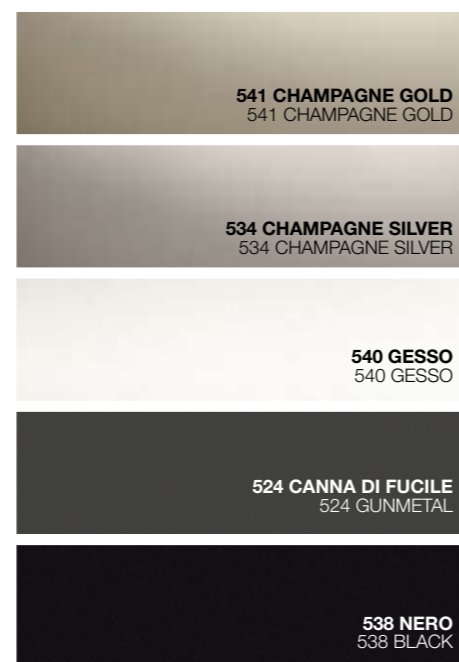 541 CHAMPAGNE GOLD
541 CHAMPAGNE GOLD
534 CHAMPAGNE SILVER
534 CHAMPAGNE SILVER
540 GESSO
540 GESSO
524 CANNA DI FUCILE
524 GUNMETAL
538 NERO
538 BLACK